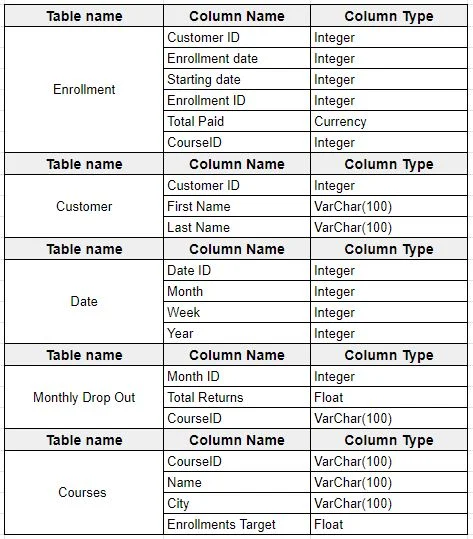 Table name Column Name Column Type
Enrollment
Customer ID Integer
Enrollment date Integer
Starting date Integer
Enrollment ID Integer
Total Paid Currency
CourseID Integer
Table name Column Name Column Type
Customer
Customer ID Integer
First Name VarChar(100)
Last Name VarChar(100)
Table name Column Name Column Type
Date
Date ID Integer
Month Integer
Week Integer
Year Integer
Table name Column Name Column Type
Monthly Drop Out
Month ID Integer
Total Returns Float
CourseID VarChar(100)
Table name Column Name Column Type
Courses
CourseID VarChar(100)
Name VarChar(100)
City VarChar(100)
Enrollments Target Float